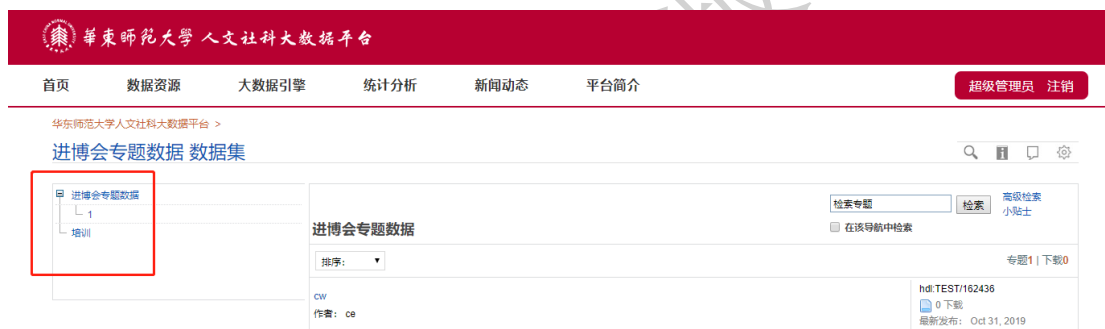 華東師范大學 人文社科大数据平台
首页 数据资源 大数据引擎 统计分析 新闻动态 平台简介 超级管理员 注销
华东师范大学人文社科大数据平台 >
进博会专题数据 数据集
进博会专题数据
1
培训
检索专题 检索 高级检索
小贴士
进博会专题数据
在该导航中检索
排序:
专题1 | 下载0
cw
作者: ce
hdl:TEST/162436
0 下载
最新发布: Oct 31, 2019